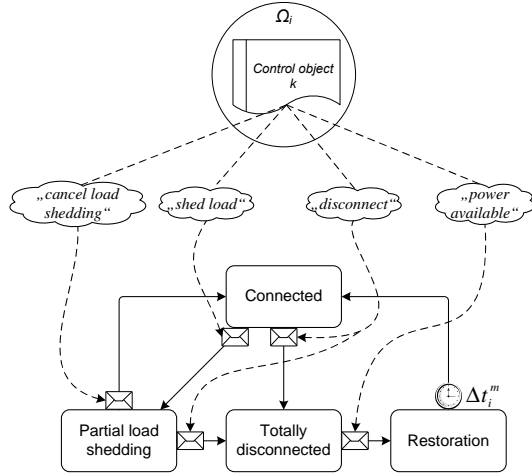 Ωi
Control object
k
„cancel load
shedding“
„shed load“
„disconnect“
„power
available“
Connected
Δt_i^m
Partial load
shedding
Totally
disconnected
Restoration